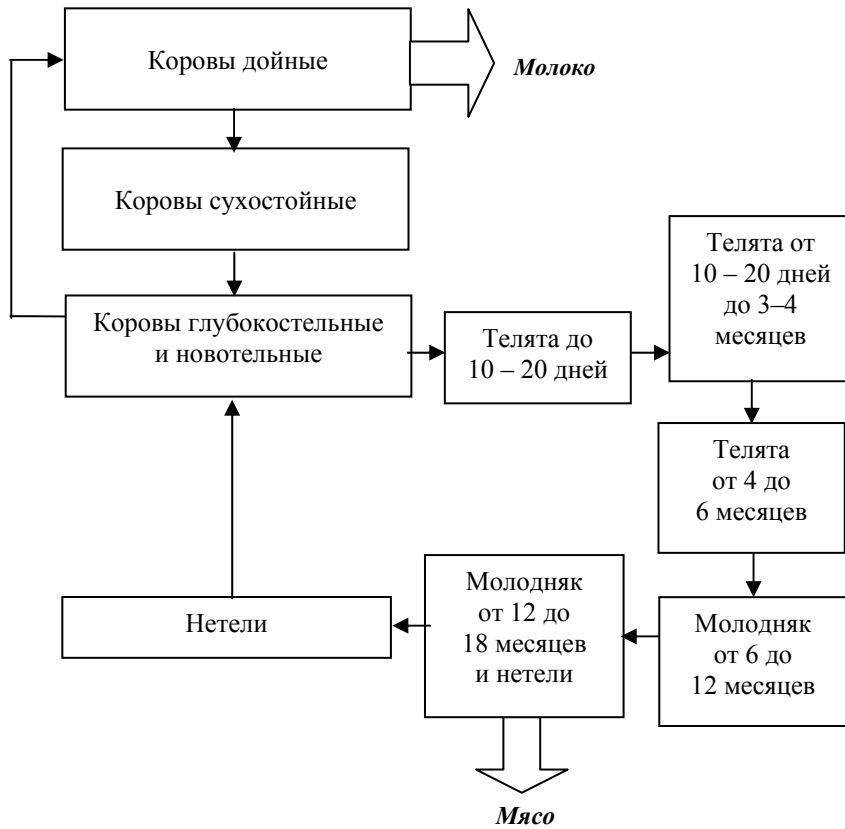 Коровы дойные
Молоко
Коровы сухостойные
Коровы глубокостельные
и новотельные
Телята до
10 – 20 дней
Телята от
10 – 20 дней
до 3–4
месяцев
Телята
от 4 до
6 месяцев
Молодняк
от 6 до
12 месяцев
Молодняк
от 12 до
18 месяцев
и нетели
Нетели
Мясо